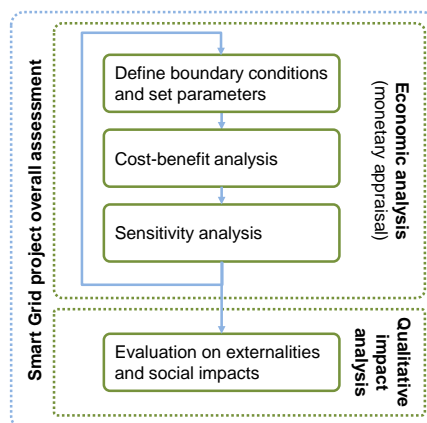 Smart Grid project overall assessment
Define boundary conditions
and set parameters
Cost-benefit analysis
Sensitivity analysis
Economic analysis
(monetary appraisal)
Evaluation on externalities
and social impacts
Qualitative
impact
analysis